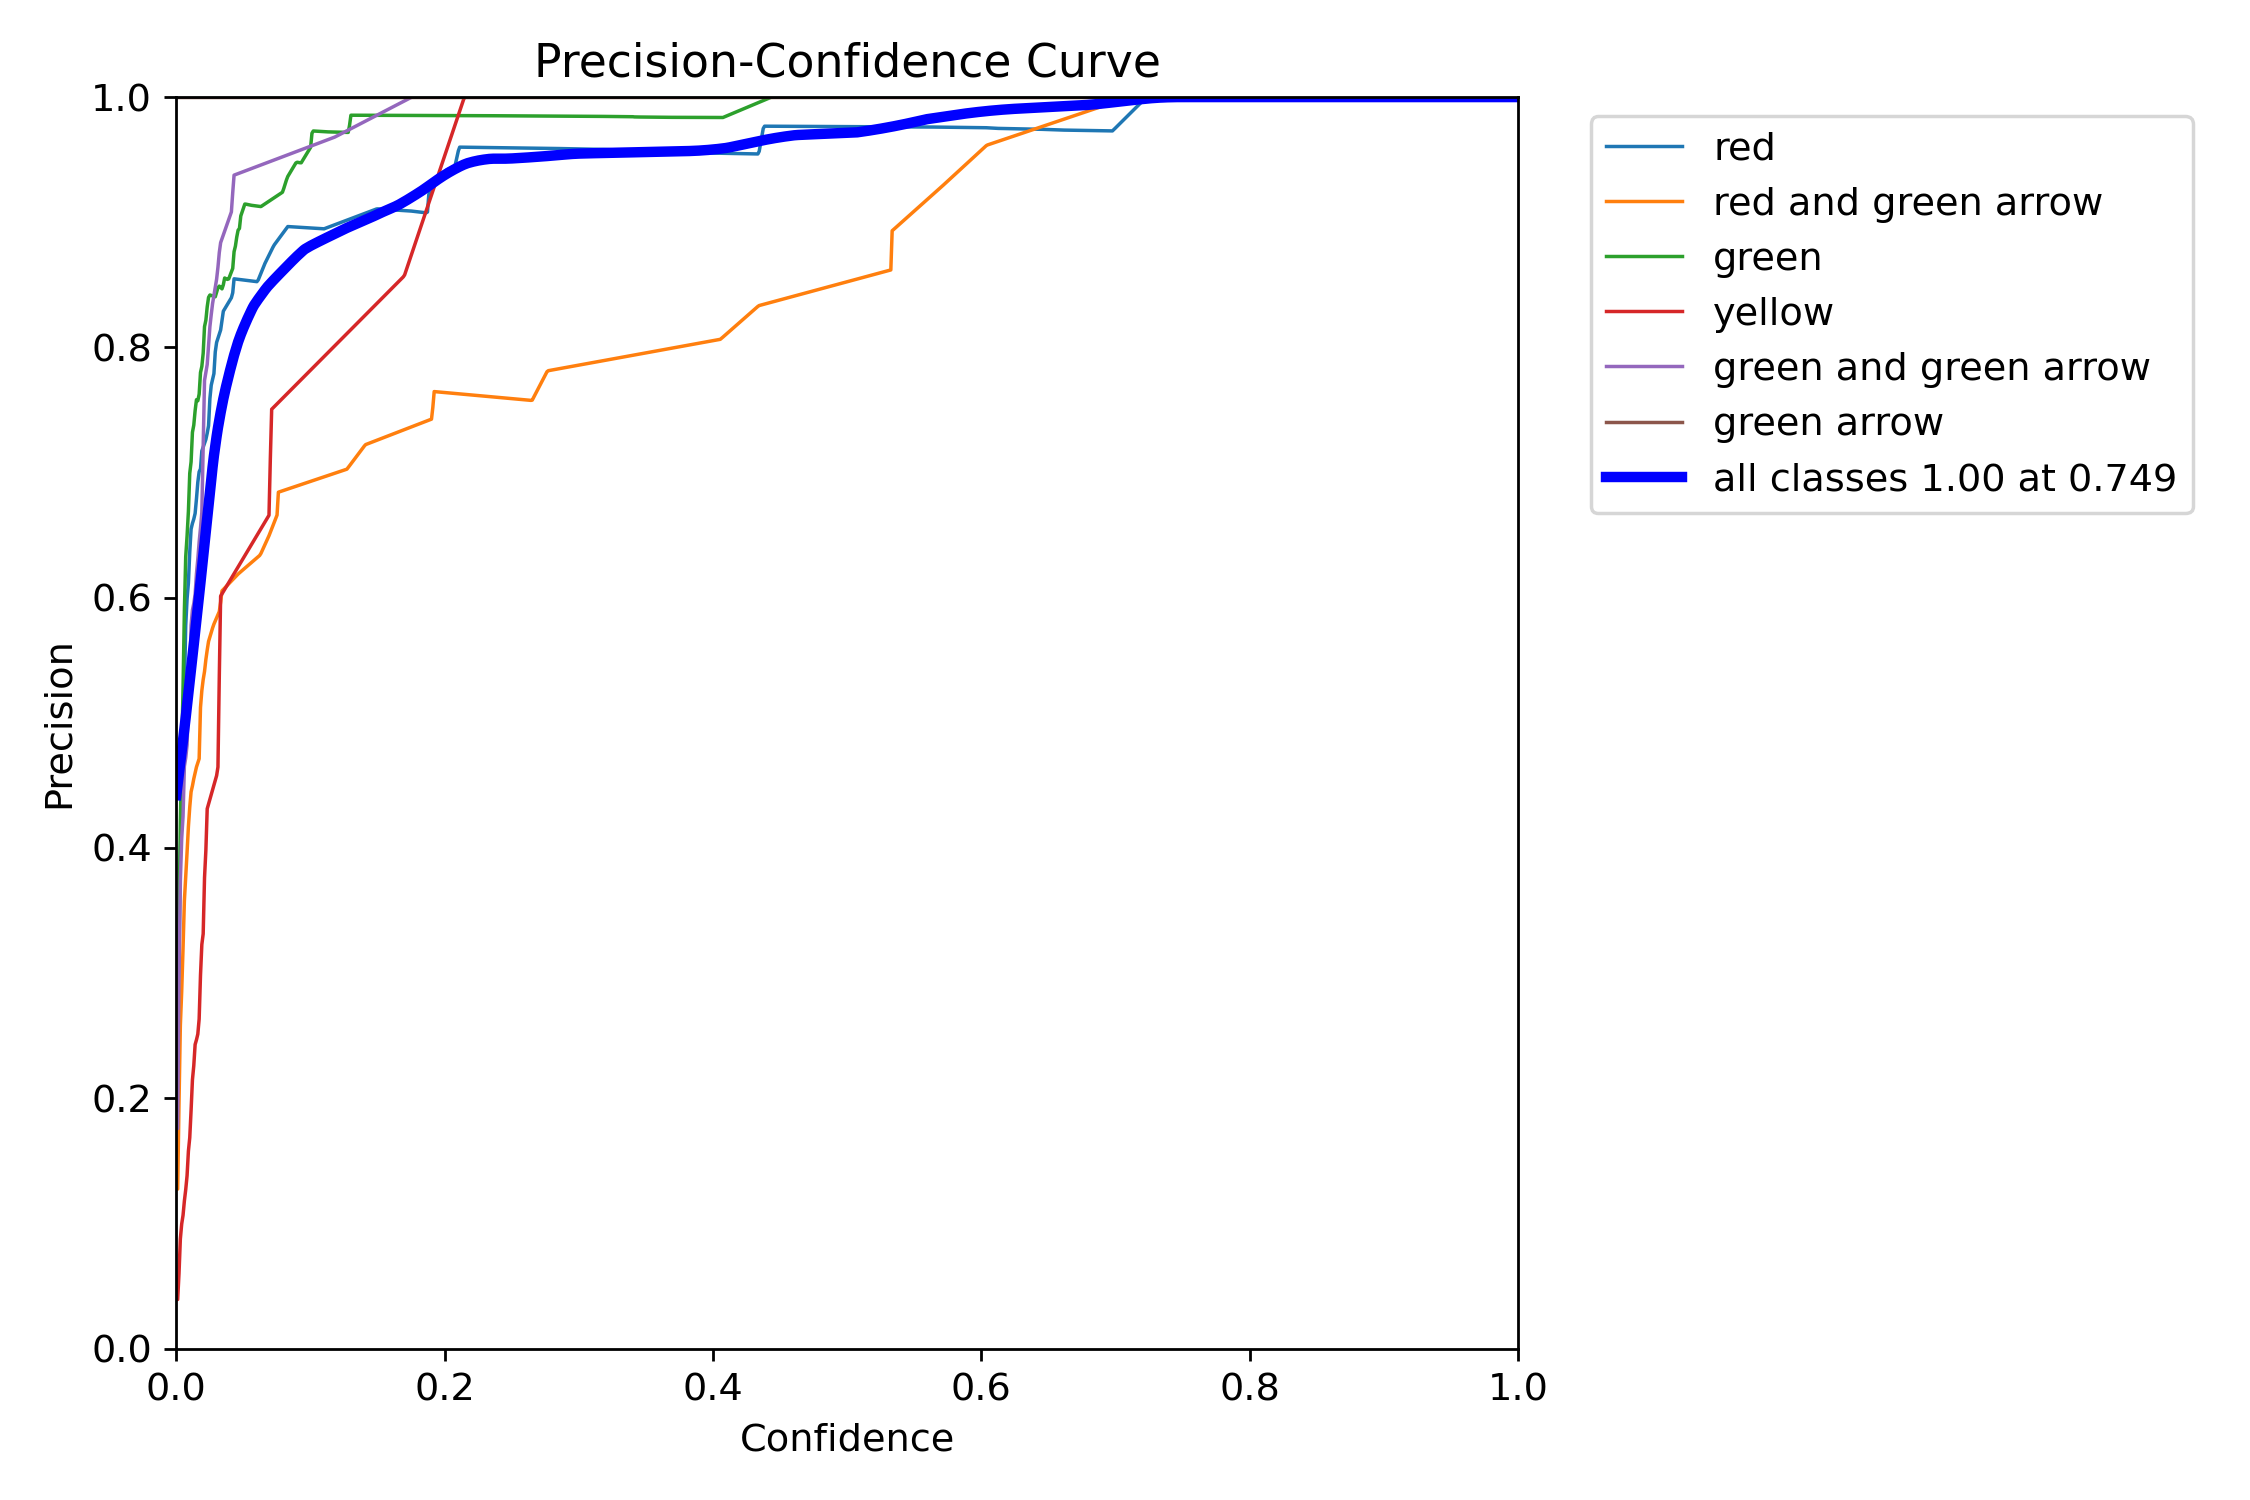 Precision-Confidence Curve
1.0
0.8
0.6
0.4
0.2
0.0
Precision
0.0 0.2 0.4 0.6 0.8 1.0
Confidence
red
red and green arrow
green
yellow
green and green arrow
green arrow
all classes 1.00 at 0.749